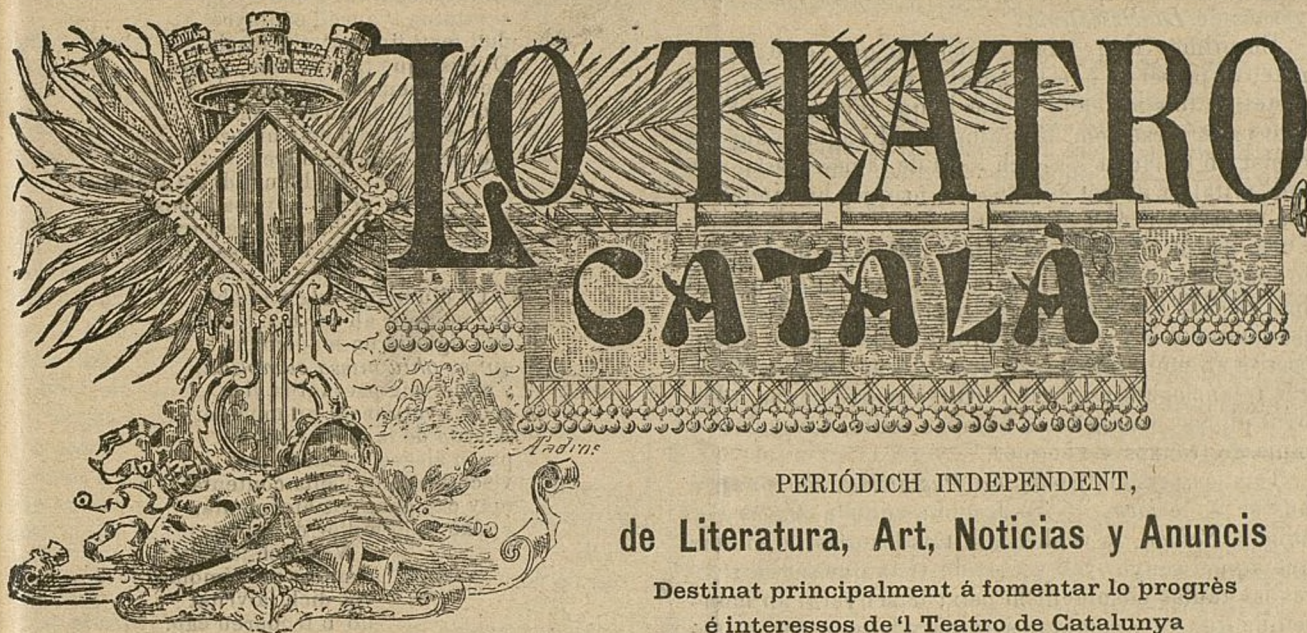 LO TEATRO
CATALÀ
PERIÓDICH INDEPENDENT,
de Literatura, Art, Noticias y Anuncis
Destinat principalment á fomentar lo progrès
é interessos de'l Teatro de Catalunya